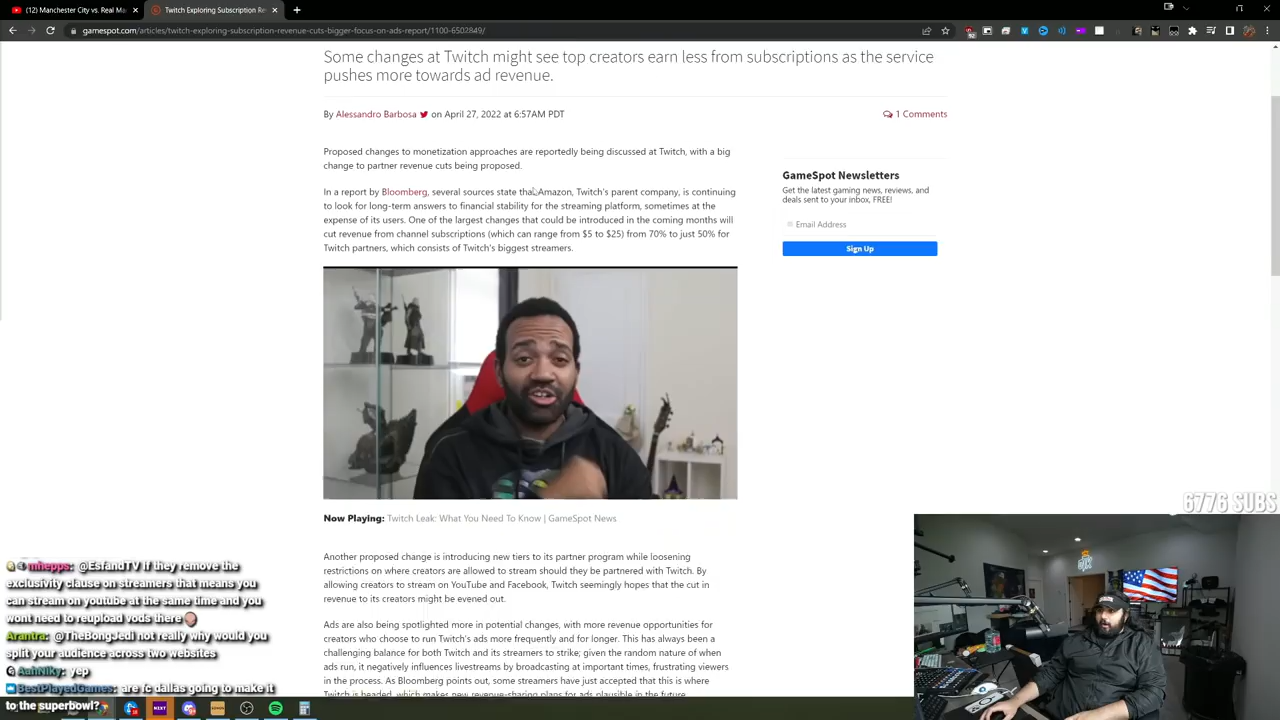 (12) Manchester City vs. Real Ma
Twitch Exploring Subscription Re
gamespot.com/articles/twitch-exploring-subscription-revenue-cuts-bigger-focus-on-ads-report/1100-6502849/
Some changes at Twitch might see top creators earn less from subscriptions as the service
pushes more towards ad revenue.
By Alessandro Barbosa on April 27, 2022 at 6:57AM PDT
1 Comments
Proposed changes to monetization approaches are reportedly being discussed at Twitch, with a big
change to partner revenue cuts being proposed.
In a report by Bloomberg, several sources state that Amazon, Twitch's parent company, is continuing
to look for long-term answers to financial stability for the streaming platform, sometimes at the
expense of its users. One of the largest changes that could be introduced in the coming months will
cut revenue from channel subscriptions (which can range from $5 to $25) from 70% to just 50% for
Twitch partners, which consists of Twitch's biggest streamers.
GameSpot Newsletters
Get the latest gaming news, reviews, and
deals sent to your inbox, FREE!
Email Address
Sign Up
Now Playing: Twitch Leak: What You Need To Know | GameSpot News
Another proposed change is introducing new tiers to its partner program while loosening
restrictions on where creators are allowed to stream should they be partnered with Twitch. By
allowing creators to stream on YouTube and Facebook, Twitch seemingly hopes that the cut in
revenue to its creators might be evened out.
Ads are also being spotlighted more in potential changes, with more revenue opportunities for
creators who choose to run Twitch's ads more frequently and for longer. This has always been a
challenging balance for both Twitch and its streamers to strike; given the random nature of when
ads run, it negatively influences livestreams by broadcasting at important times, frustrating viewers
in the process. As Bloomberg points out, some streamers have just accepted that this is where
Twitch is headed, which makes new revenue-sharing plans for ads plausible in the future.
6776 SUBS
mhepps: @EsfandTV If they remove the
exclusivity clause on streamers that means you
can stream on youtube at the same time and you
wont need to reupload vods there
Arantra: @TheBongJedi not really why would you
split your audience across two websites
AahNiky: yep
BestPlayedGames: are fc dallas going to make it
to the superbowl?